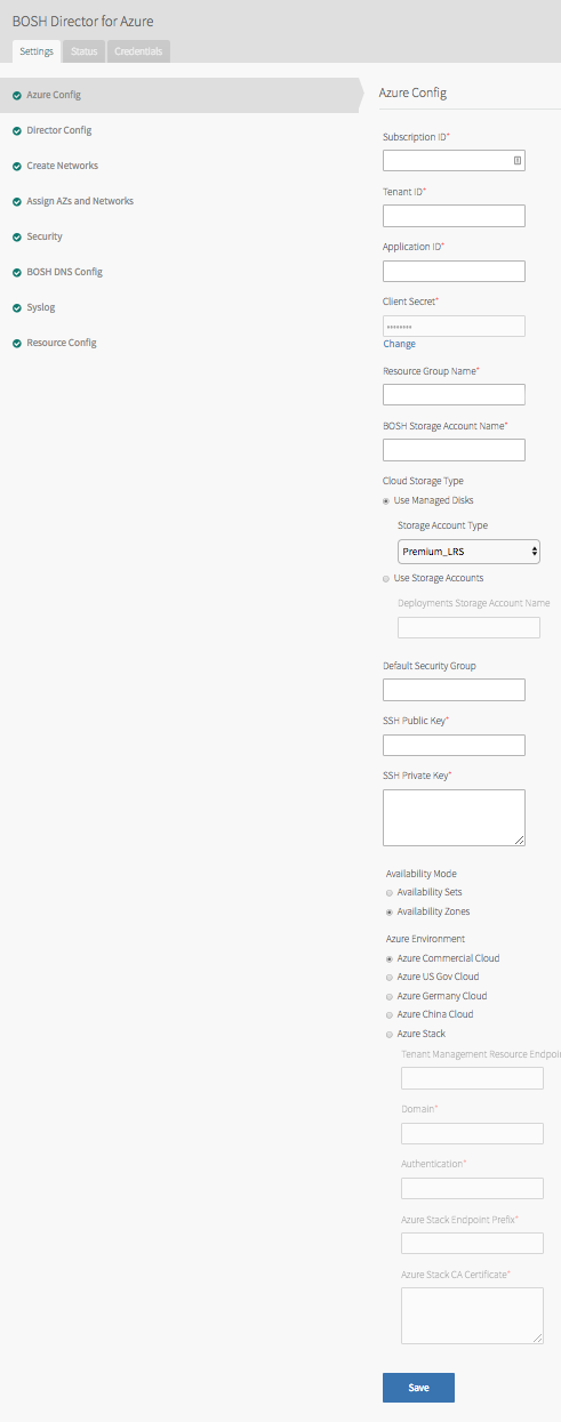 BOSH Director for Azure
Settings
Status
Credentials
Azure Config
Director Config
Create Networks
Assign AZs and Networks
Security
BOSH DNS Config
Syslog
Resource Config
Azure Config
Subscription ID*
Tenant ID*
Application ID*
Client Secret*
••••••••
Change
Resource Group Name*
BOSH Storage Account Name*
Cloud Storage Type
Use Managed Disks
Storage Account Type
Premium_LRS
Use Storage Accounts
Deployments Storage Account Name
Default Security Group
SSH Public Key*
SSH Private Key*
Availability Mode
Availability Sets
Availability Zones
Azure Environment
Azure Commercial Cloud
Azure US Gov Cloud
Azure Germany Cloud
Azure China Cloud
Azure Stack
Tenant Management Resource Endpoi
Domain*
Authentication*
Azure Stack Endpoint Prefix*
Azure Stack CA Certificate*
Save